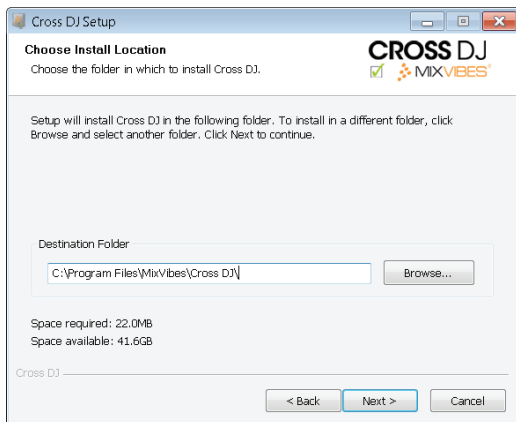 Cross DJ Setup
Choose Install Location
Choose the folder in which to install Cross DJ.
CROSS DJ
MIXVIBES®
Setup will install Cross DJ in the following folder. To install in a different folder, click
Browse and select another folder. Click Next to continue.
Destination Folder
C:\Program Files\MixVibes\Cross DJ\
Browse...
Space required: 22.0MB
Space available: 41.6GB
Cross DJ
< Back
Next >
Cancel